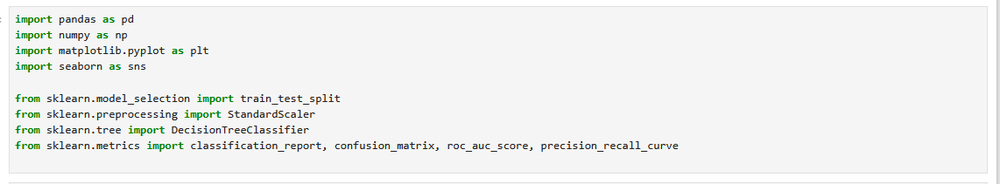 import pandas as pd
import numpy as np
import matplotlib.pyplot as plt
import seaborn as sns
from sklearn.model_selection import train_test_split
from sklearn.preprocessing import StandardScaler
from sklearn.tree import DecisionTreeClassifier
from sklearn.metrics import classification_report, confusion_matrix, roc_auc_score, precision_recall_curve